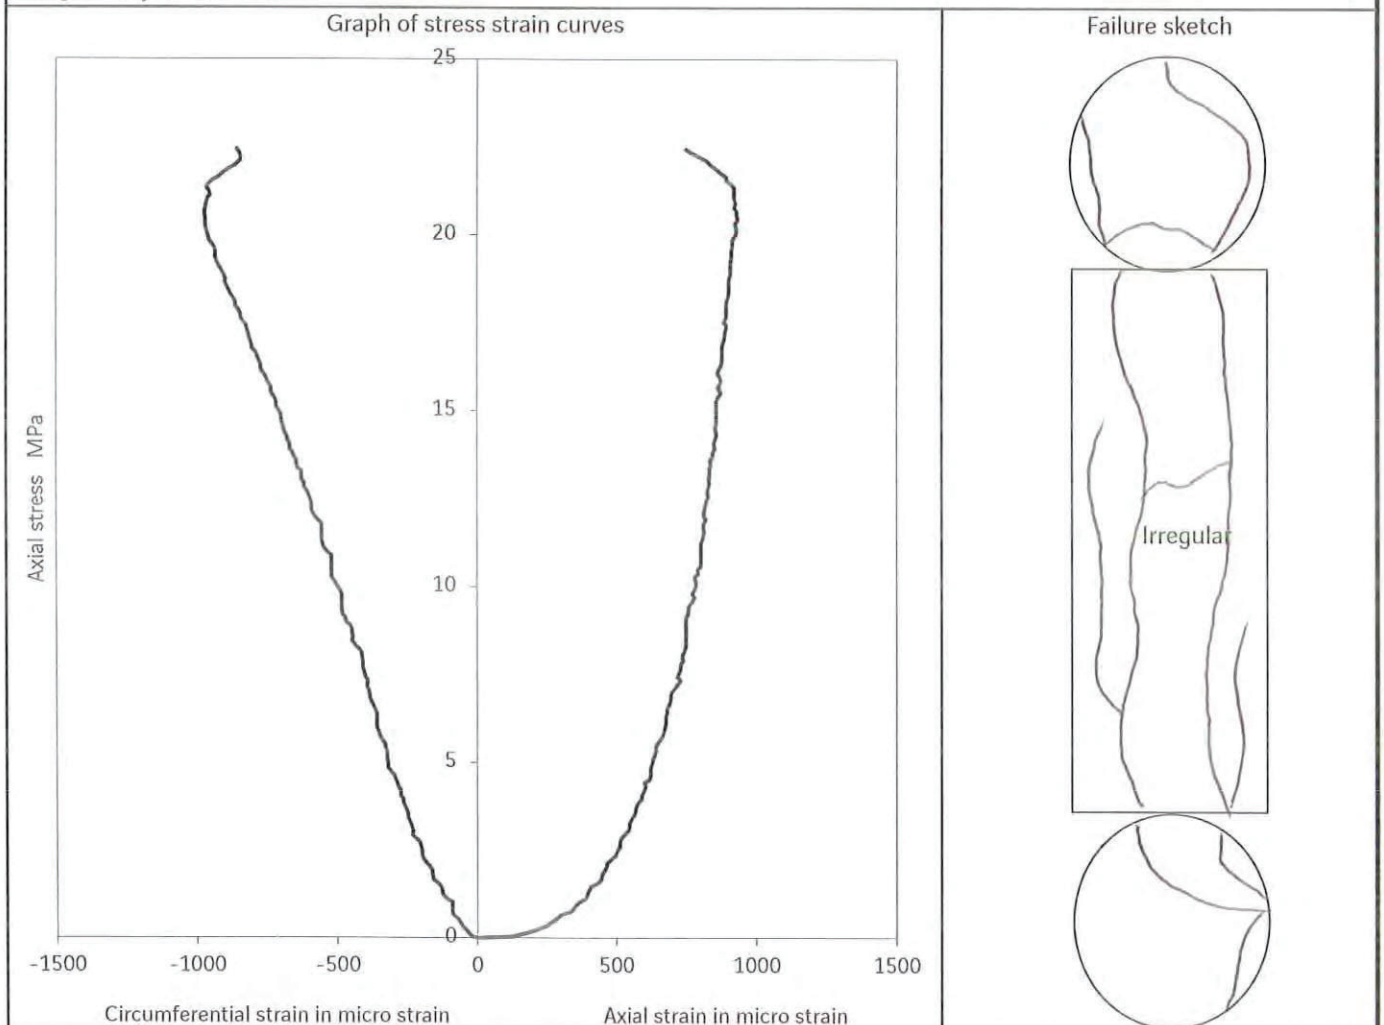 Graph of stress strain curves
Failure sketch
25
20
15
10
5
0
Axial stress MPa
-1500 -1000 -500 0 500 1000 1500
Circumferential strain in micro strain Axial strain in micro strain
Irregular